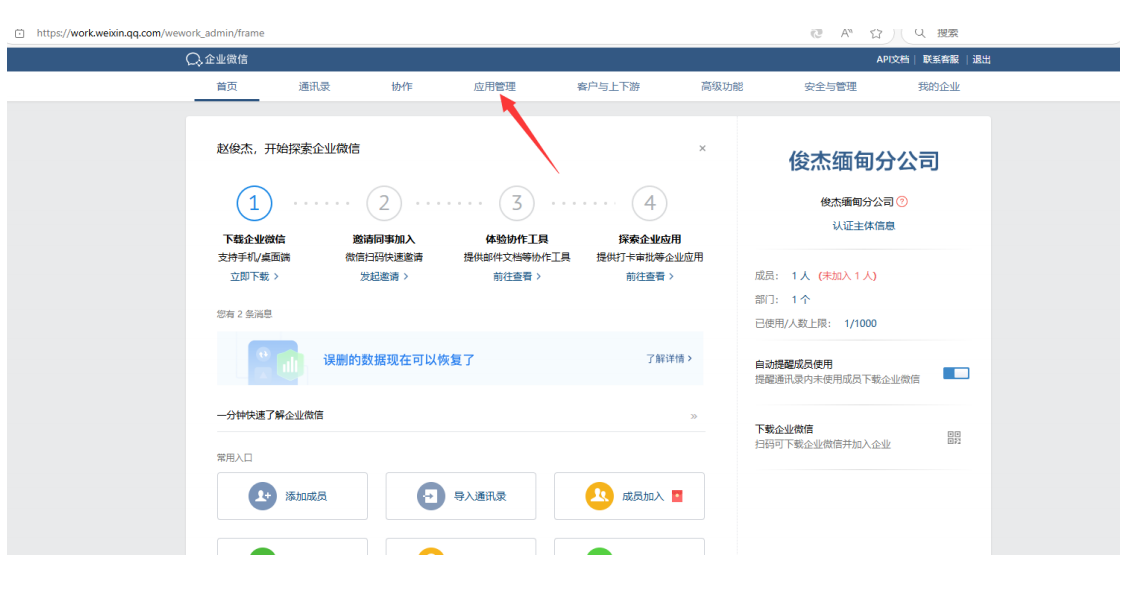 https://work.weixin.qq.com/wework_admin/frame
搜索
企业微信
API文档 | 联系客服 | 退出
首页 通讯录 协作 应用管理 客户与上下游 高级功能 安全与管理 我的企业
赵俊杰，开始探索企业微信 ×
1 2 3 4
下载企业微信 邀请同事加入 体验协作工具 探索企业应用
支持手机/桌面端 微信扫码快速邀请 提供邮件文档等协作工具 提供打卡审批等企业应用
立即下载 > 发起邀请 > 前往查看 > 前往查看 >
您有 2 条消息
误删的数据现在可以恢复了 了解详情 >
一分钟快速了解企业微信 »
常用入口
添加成员 导入通讯录 成员加入
俊杰缅甸分公司
俊杰缅甸分公司 ?
认证主体信息
成员： 1 人 (未加入 1 人)
部门： 1 个
已使用/人数上限： 1/1000
自动提醒成员使用
提醒通讯录内未使用成员下载企业微信
下载企业微信
扫码可下载企业微信并加入企业